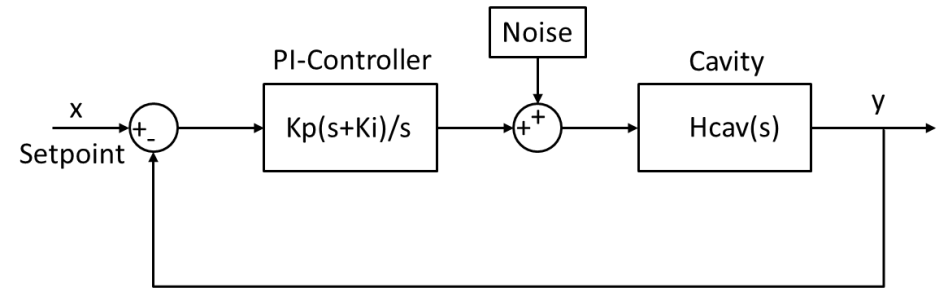 Noise
PI-Controller
Cavity
x
y
+
+
Kp(s+Ki)/s
+
Hcav(s)
-
Setpoint